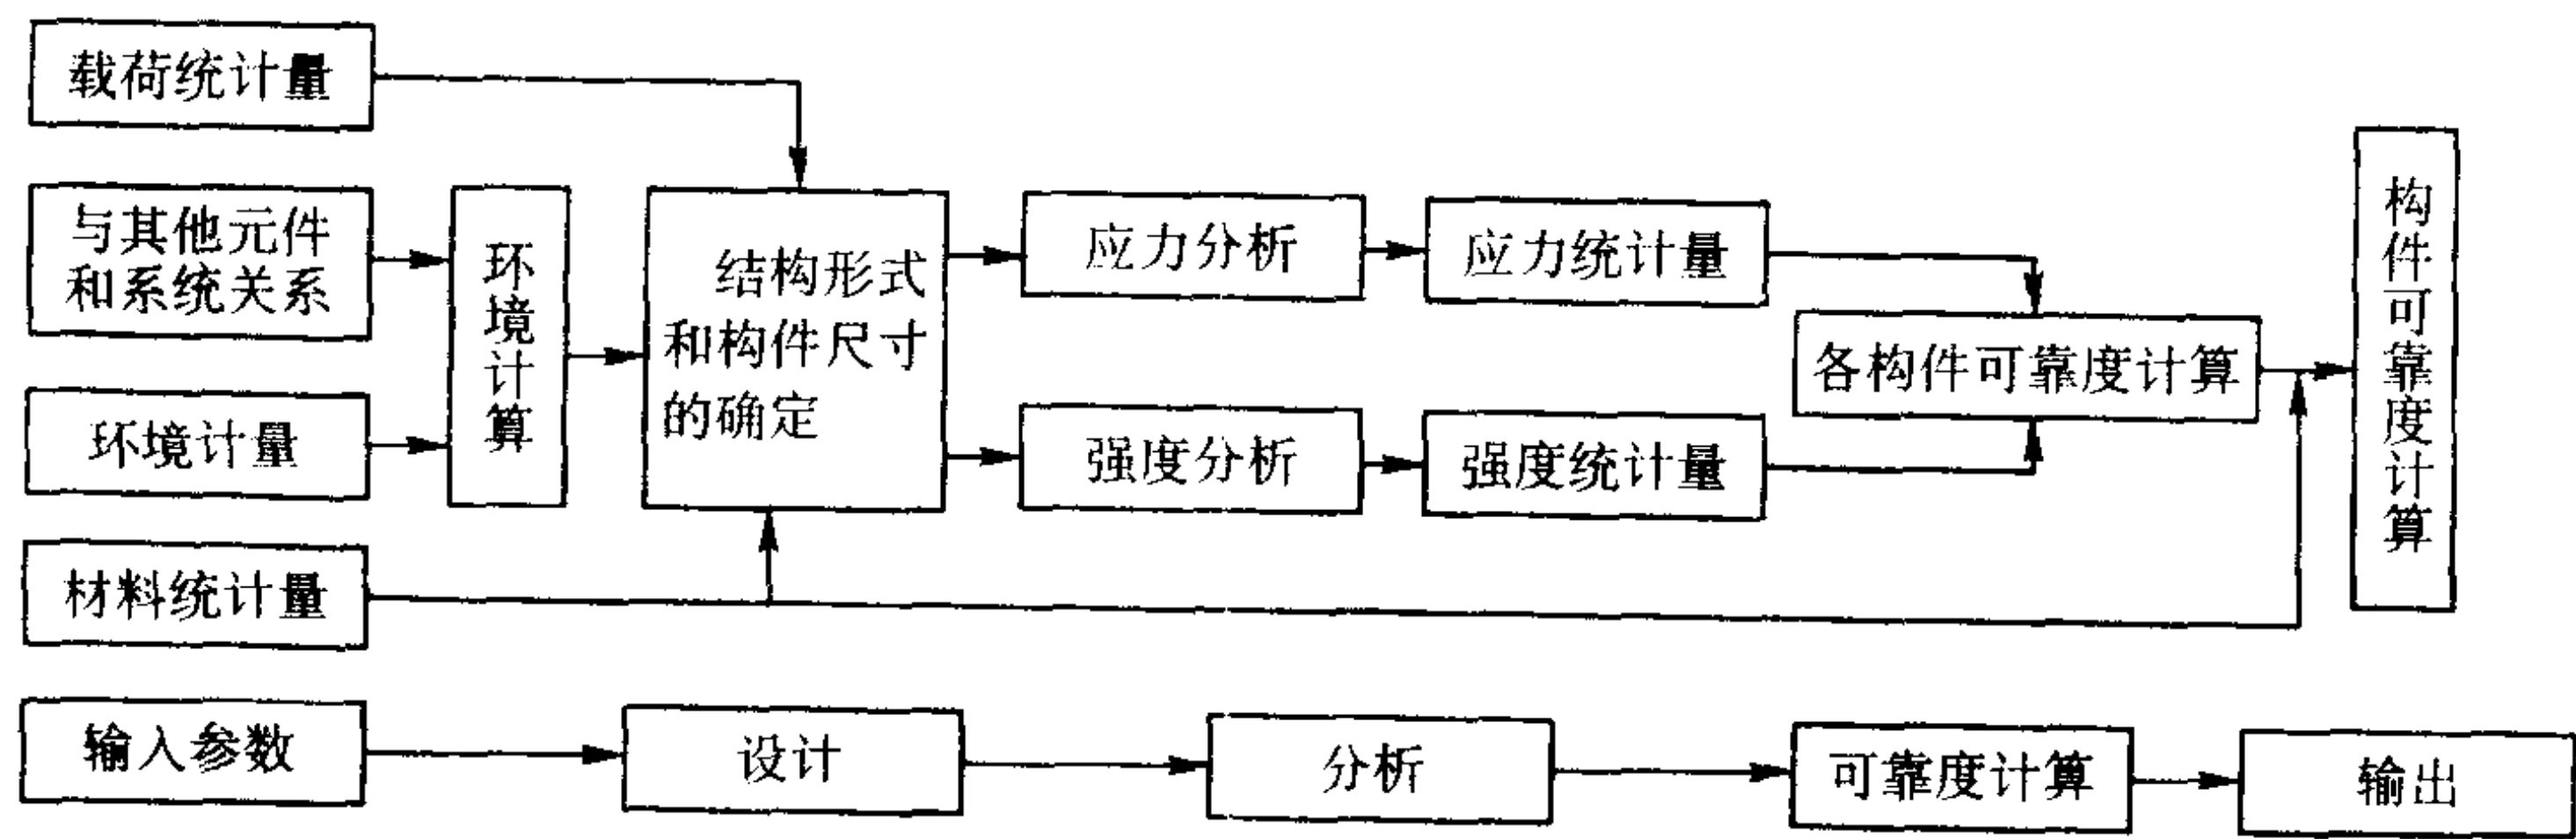 载荷统计量
与其他元件
和系统关系
环境计量
材料统计量
环境计算
结构形式
和构件尺寸
的确定
应力分析
应力统计量
强度分析
强度统计量
各构件可靠度计算
构件可靠度计算
输入参数
设计
分析
可靠度计算
输出